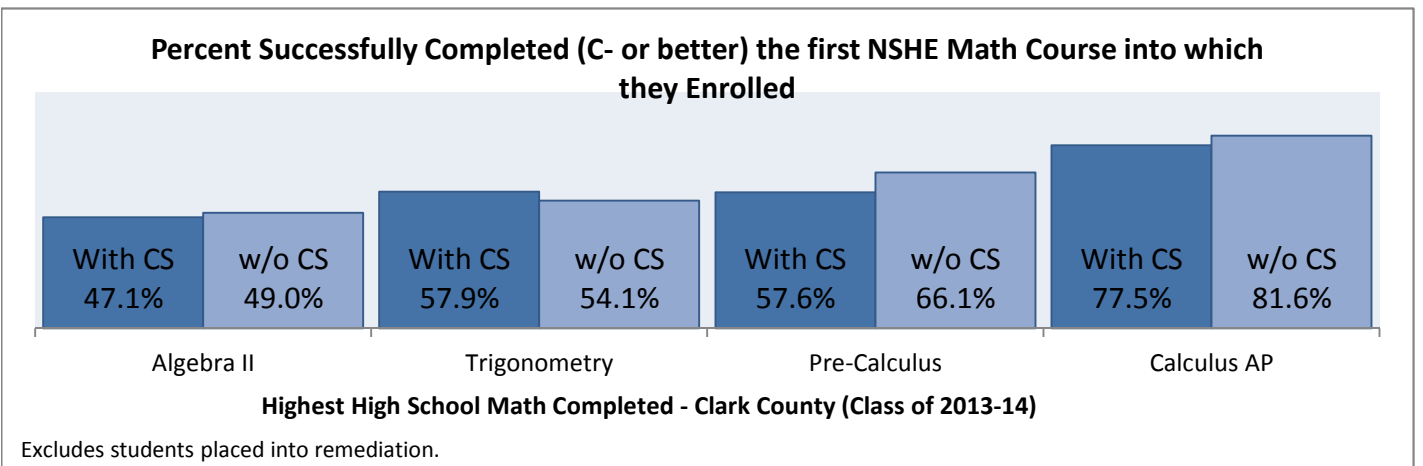 Percent Successfully Completed (C- or better) the first NSHE Math Course into which
they Enrolled
With CS
47.1%
w/o CS
49.0%
With CS
57.9%
w/o CS
54.1%
With CS
57.6%
w/o CS
66.1%
With CS
77.5%
w/o CS
81.6%
Algebra II
Trigonometry
Pre-Calculus
Calculus AP
Highest High School Math Completed - Clark County (Class of 2013-14)
Excludes students placed into remediation.